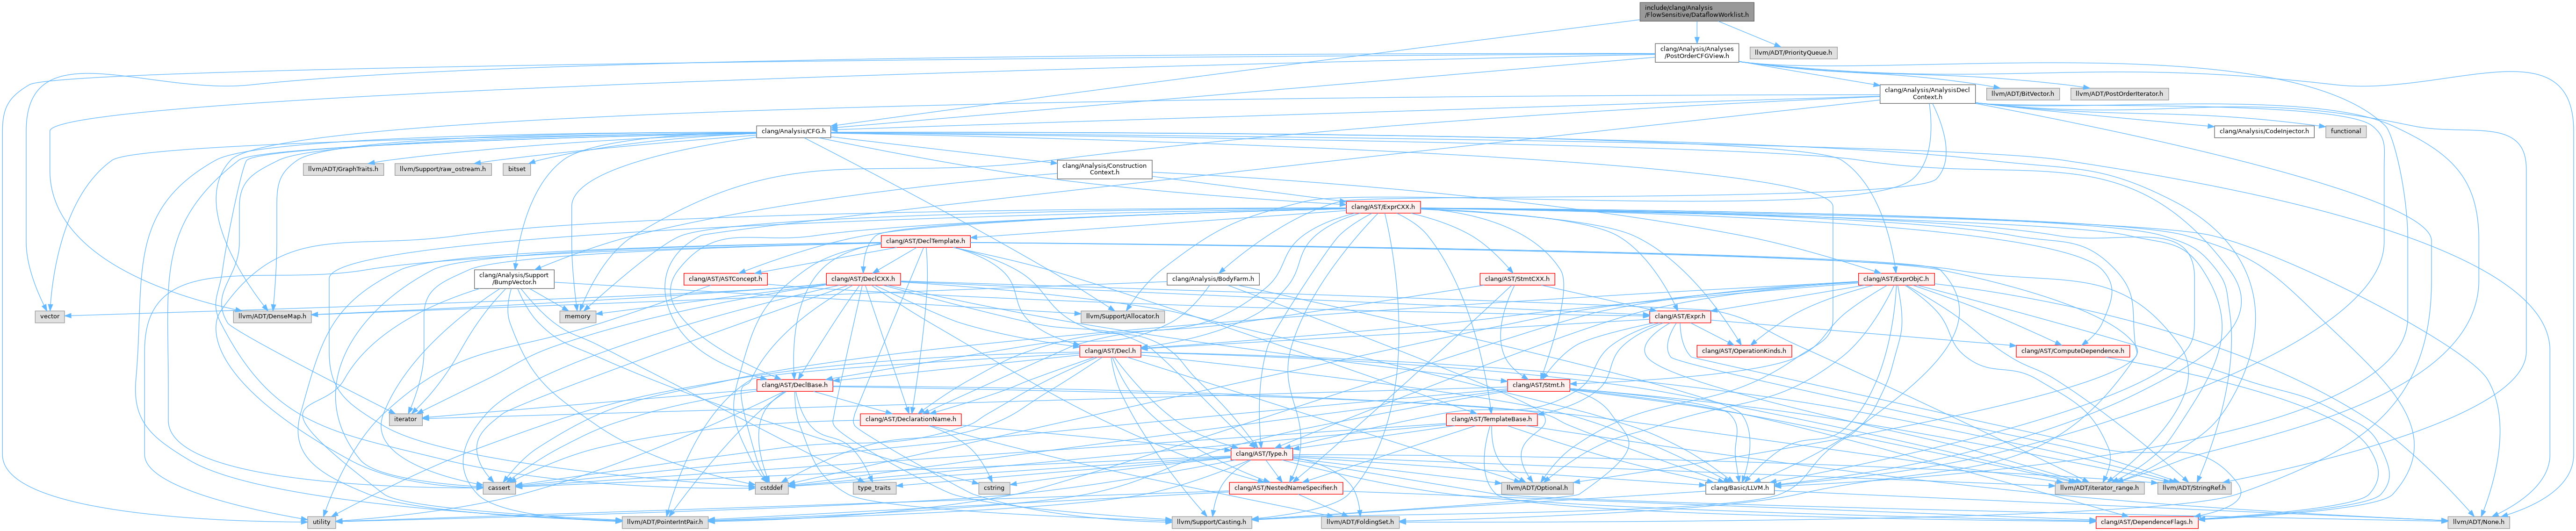 include/clang/Analysis
/FlowSensitive/DataflowWorklist.h
clang/Analysis/Analyses
/PostOrderCFGView.h
llvm/ADT/PriorityQueue.h
clang/Analysis/AnalysisDecl
Context.h
llvm/ADT/BitVector.h
llvm/ADT/PostOrderIterator.h
clang/Analysis/CFG.h
clang/Analysis/CodeInjector.h
functional
llvm/ADT/GraphTraits.h
llvm/Support/raw_ostream.h
bitset
clang/Analysis/Construction
Context.h
clang/AST/ExprCXX.h
clang/AST/DeclTemplate.h
clang/Analysis/Support
/BumpVector.h
clang/AST/ASTConcept.h
clang/AST/DeclCXX.h
clang/Analysis/BodyFarm.h
clang/AST/StmtCXX.h
clang/AST/ExprObjC.h
vector
llvm/ADT/DenseMap.h
memory
llvm/Support/Allocator.h
clang/AST/Expr.h
clang/AST/Decl.h
clang/AST/OperationKinds.h
clang/AST/ComputeDependence.h
clang/AST/DeclBase.h
clang/AST/Stmt.h
iterator
clang/AST/DeclarationName.h
clang/AST/TemplateBase.h
clang/AST/Type.h
cassert
cstddef
type_traits
cstring
clang/AST/NestedNameSpecifier.h
llvm/ADT/Optional.h
clang/Basic/LLVM.h
llvm/ADT/iterator_range.h
llvm/ADT/StringRef.h
utility
llvm/ADT/PointerIntPair.h
llvm/Support/Casting.h
llvm/ADT/FoldingSet.h
clang/AST/DependenceFlags.h
llvm/ADT/None.h